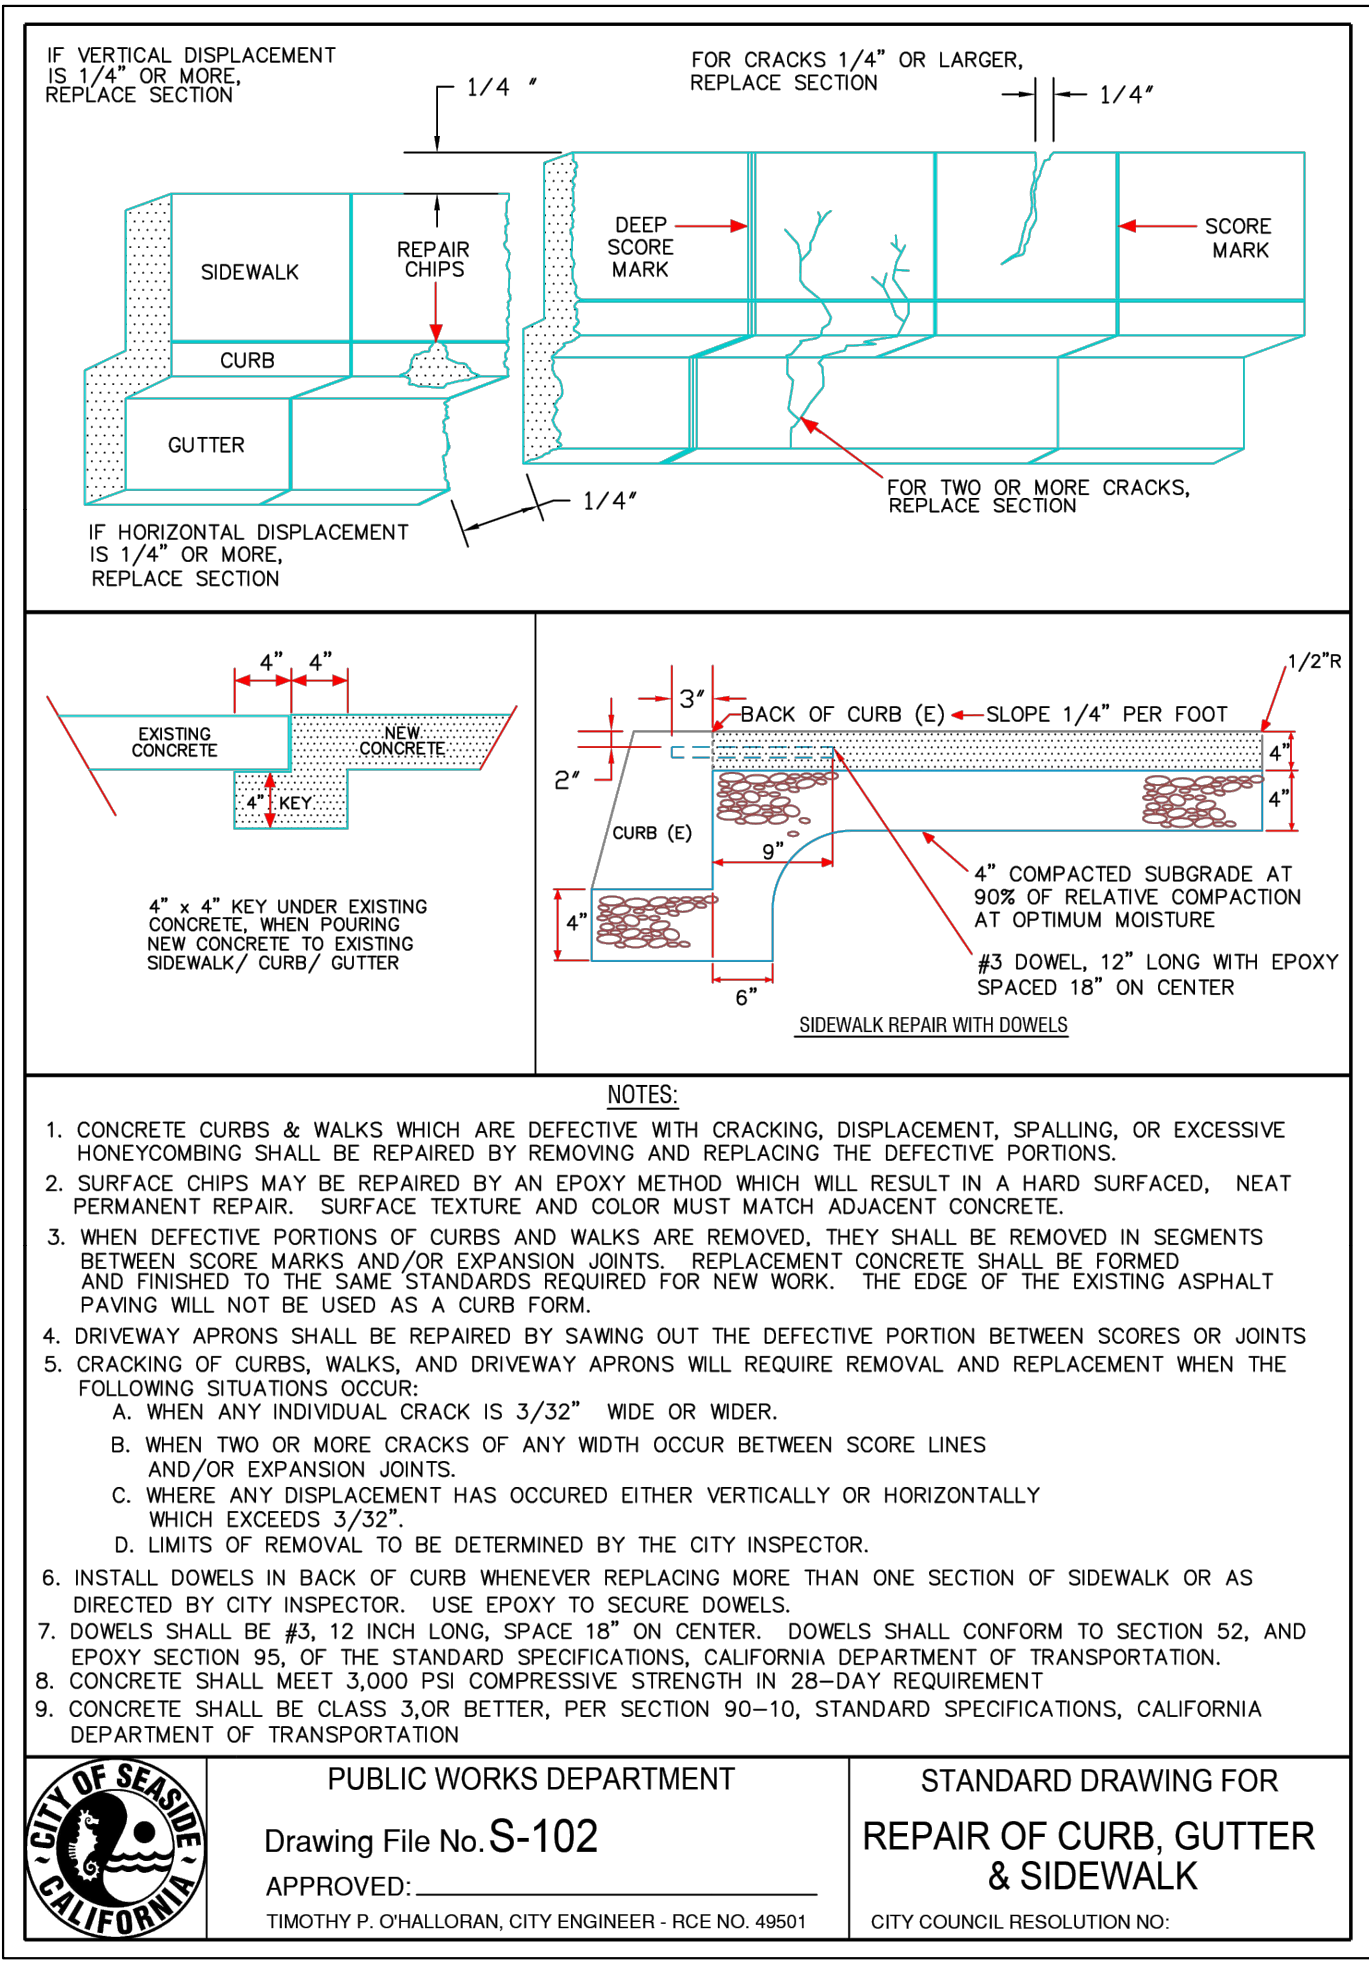 IF VERTICAL DISPLACEMENT
IS 1/4" OR MORE,
REPLACE SECTION
1/4 "
FOR CRACKS 1/4" OR LARGER,
REPLACE SECTION
1/4"
SIDEWALK
REPAIR
CHIPS
CURB
GUTTER
DEEP
SCORE
MARK
SCORE
MARK
1/4"
FOR TWO OR MORE CRACKS,
REPLACE SECTION
IF HORIZONTAL DISPLACEMENT
IS 1/4" OR MORE,
REPLACE SECTION
4" 4"
EXISTING
CONCRETE
NEW
CONCRETE
4" KEY
4" x 4" KEY UNDER EXISTING
CONCRETE, WHEN POURING
NEW CONCRETE TO EXISTING
SIDEWALK/ CURB/ GUTTER
1/2"R
3"
BACK OF CURB (E)
SLOPE 1/4" PER FOOT
2"
4"
4"
CURB (E)
9"
4"
6"
4" COMPACTED SUBGRADE AT
90% OF RELATIVE COMPACTION
AT OPTIMUM MOISTURE
#3 DOWEL, 12" LONG WITH EPOXY
SPACED 18" ON CENTER
SIDEWALK REPAIR WITH DOWELS
NOTES:
1. CONCRETE CURBS & WALKS WHICH ARE DEFECTIVE WITH CRACKING, DISPLACEMENT, SPALLING, OR EXCESSIVE
HONEYCOMBING SHALL BE REPAIRED BY REMOVING AND REPLACING THE DEFECTIVE PORTIONS.
2. SURFACE CHIPS MAY BE REPAIRED BY AN EPOXY METHOD WHICH WILL RESULT IN A HARD SURFACED, NEAT
PERMANENT REPAIR. SURFACE TEXTURE AND COLOR MUST MATCH ADJACENT CONCRETE.
3. WHEN DEFECTIVE PORTIONS OF CURBS AND WALKS ARE REMOVED, THEY SHALL BE REMOVED IN SEGMENTS
BETWEEN SCORE MARKS AND/OR EXPANSION JOINTS. REPLACEMENT CONCRETE SHALL BE FORMED
AND FINISHED TO THE SAME STANDARDS REQUIRED FOR NEW WORK. THE EDGE OF THE EXISTING ASPHALT
PAVING WILL NOT BE USED AS A CURB FORM.
4. DRIVEWAY APRONS SHALL BE REPAIRED BY SAWING OUT THE DEFECTIVE PORTION BETWEEN SCORES OR JOINTS
5. CRACKING OF CURBS, WALKS, AND DRIVEWAY APRONS WILL REQUIRE REMOVAL AND REPLACEMENT WHEN THE
FOLLOWING SITUATIONS OCCUR:
A. WHEN ANY INDIVIDUAL CRACK IS 3/32" WIDE OR WIDER.
B. WHEN TWO OR MORE CRACKS OF ANY WIDTH OCCUR BETWEEN SCORE LINES
AND/OR EXPANSION JOINTS.
C. WHERE ANY DISPLACEMENT HAS OCCURED EITHER VERTICALLY OR HORIZONTALLY
WHICH EXCEEDS 3/32".
D. LIMITS OF REMOVAL TO BE DETERMINED BY THE CITY INSPECTOR.
6. INSTALL DOWELS IN BACK OF CURB WHENEVER REPLACING MORE THAN ONE SECTION OF SIDEWALK OR AS
DIRECTED BY CITY INSPECTOR. USE EPOXY TO SECURE DOWELS.
7. DOWELS SHALL BE #3, 12 INCH LONG, SPACE 18" ON CENTER. DOWELS SHALL CONFORM TO SECTION 52, AND
EPOXY SECTION 95, OF THE STANDARD SPECIFICATIONS, CALIFORNIA DEPARTMENT OF TRANSPORTATION.
8. CONCRETE SHALL MEET 3,000 PSI COMPRESSIVE STRENGTH IN 28-DAY REQUIREMENT
9. CONCRETE SHALL BE CLASS 3,OR BETTER, PER SECTION 90-10, STANDARD SPECIFICATIONS, CALIFORNIA
DEPARTMENT OF TRANSPORTATION
CITY OF SEASIDE
CALIFORNIA
PUBLIC WORKS DEPARTMENT
Drawing File No. S-102
APPROVED:
TIMOTHY P. O'HALLORAN, CITY ENGINEER - RCE NO. 49501
STANDARD DRAWING FOR
REPAIR OF CURB, GUTTER
& SIDEWALK
CITY COUNCIL RESOLUTION NO: